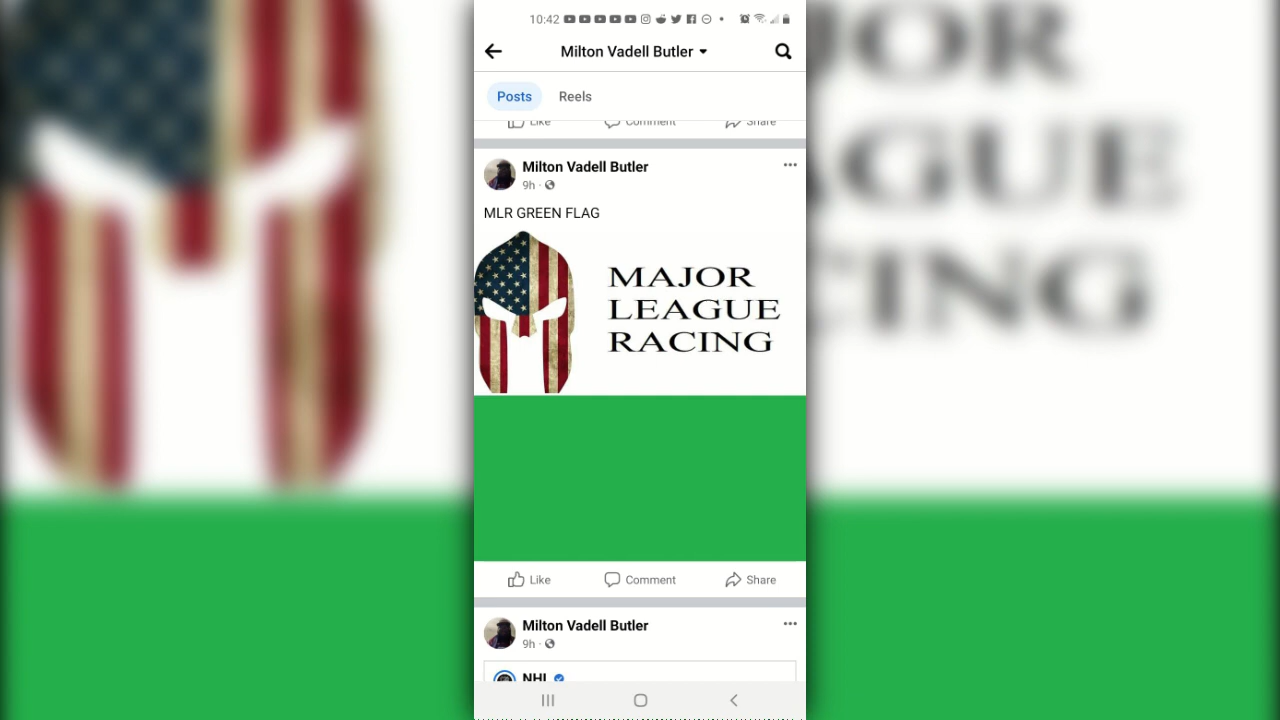 10:42
Milton Vadell Butler
Posts Reels
Like Comment Share
Milton Vadell Butler
9h ·
MLR GREEN FLAG
MAJOR
LEAGUE
RACING
Like Comment Share
Milton Vadell Butler
9h ·
NHL